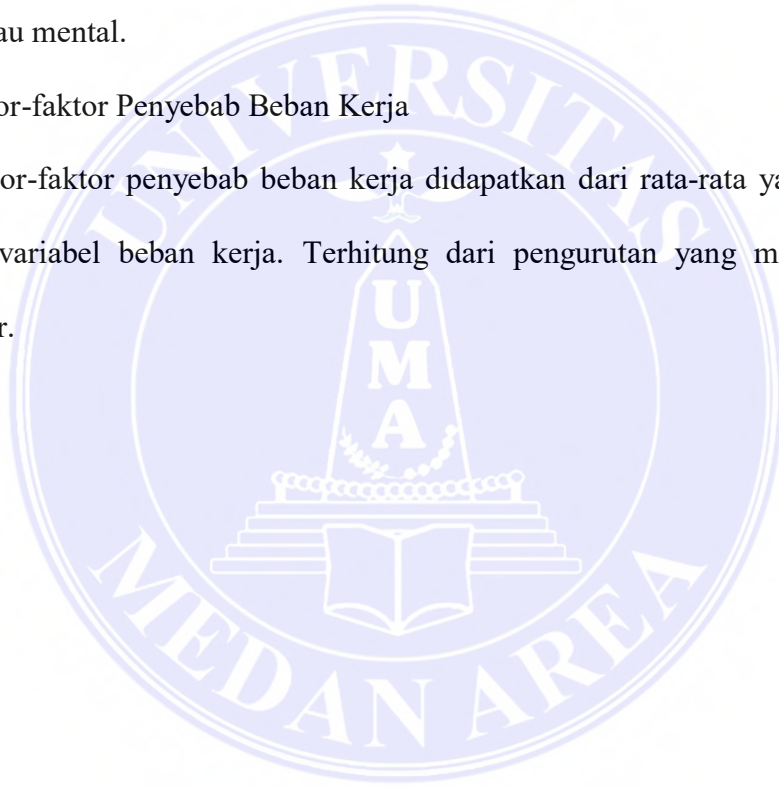 au mental.
or-faktor Penyebab Beban Kerja
or-faktor penyebab beban kerja didapatkan dari rata-rata ya
variabel beban kerja. Terhitung dari pengurutan yang m
r.
UNIVERSITAS
UMA
MEDAN AREA